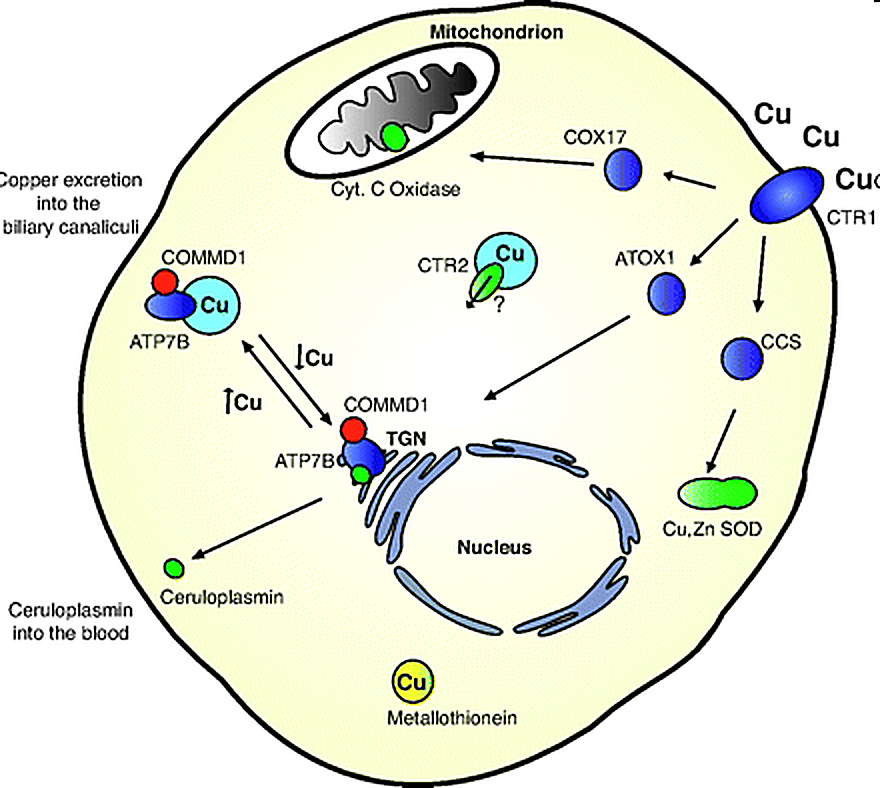 Mitochondrion
Cu
Cu
Cu
CTR1
COX17
Cyt. C Oxidase
Copper excretion
into the
biliary canaliculi
COMMD1
Cu
ATP7B
CTR2
Cu
?
ATOX1
CCS
↓Cu
↑Cu
COMMD1
TGN
ATP7B
Cu,Zn SOD
Nucleus
Ceruloplasmin
Ceruloplasmin
into the blood
Cu
Metallothionein